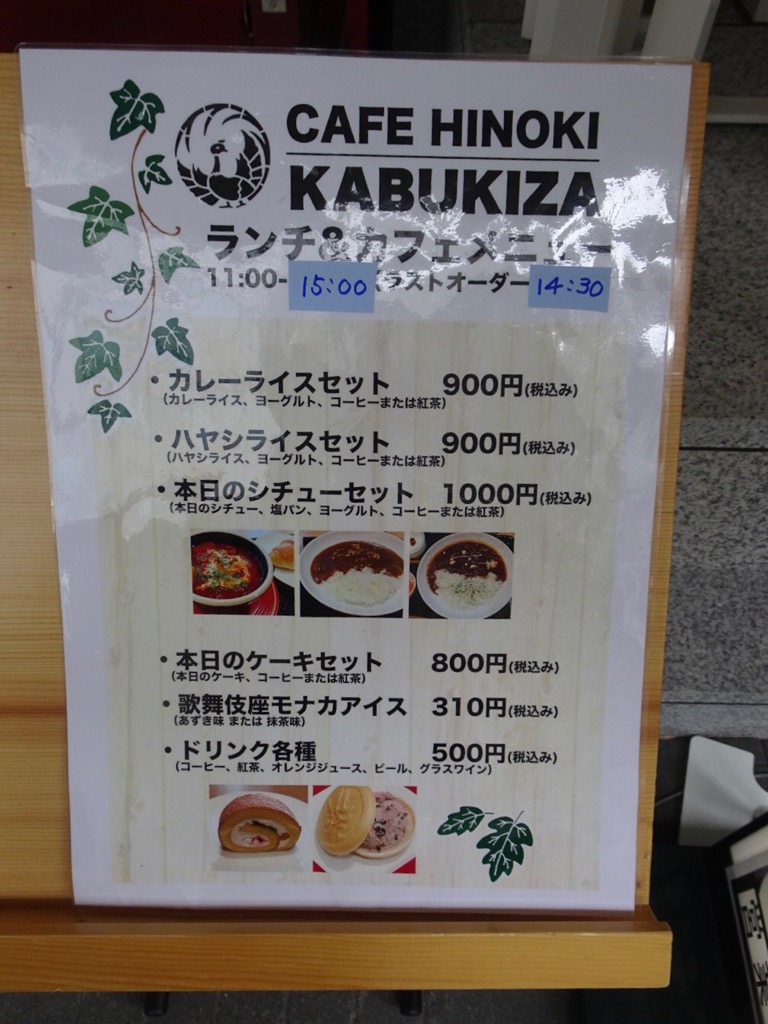 CAFE HINOKI
KABUKIZA
ランチ&カフェメニュー
11:00-15:00(ラストオーダー14:30
・カレーライスセット 900円(税込み)
(カレーライス、ヨーグルト、コーヒーまたは紅茶)
・ハヤシライスセット 900円(税込み)
(ハヤシライス、ヨーグルト、コーヒーまたは紅茶)
・本日のシチューセット 1000円(税込み)
(本日のシチュー、塩パン、ヨーグルト、コーヒーまたは紅茶)
・本日のケーキセット 800円(税込み)
(本日のケーキ、コーヒーまたは紅茶)
・歌舞伎座モナカアイス 310円(税込み)
(あずき味 または 抹茶味)
・ドリンク各種 500円(税込み)
(コーヒー、紅茶、オレンジジュース、ビール、グラスワイン)